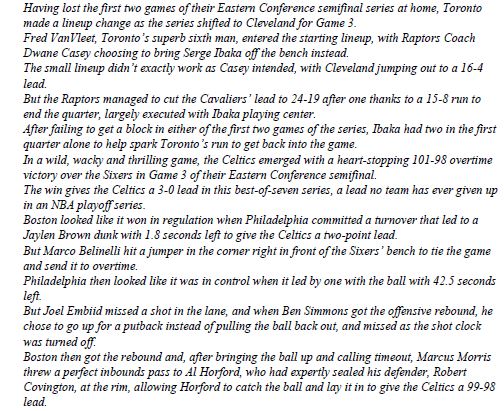 Having lost the first two games of their Eastern Conference semifinal series at home, Toronto
made a lineup change as the series shifted to Cleveland for Game 3.
Fred VanVleet, Toronto's superb sixth man, entered the starting lineup, with Raptors Coach
Dwane Casey choosing to bring Serge Ibaka off the bench instead.
The small lineup didn't exactly work as Casey intended, with Cleveland jumping out to a 16-4
lead.
But the Raptors managed to cut the Cavaliers' lead to 24-19 after one thanks to a 15-8 run to
end the quarter, largely executed with Ibaka playing center.
After failing to get a block in either of the first two games of the series, Ibaka had two in the first
quarter alone to help spark Toronto's run to get back into the game.
In a wild, wacky and thrilling game, the Celtics emerged with a heart-stopping 101-98 overtime
victory over the Sixers in Game 3 of their Eastern Conference semifinal.
The win gives the Celtics a 3-0 lead in this best-of-seven series, a lead no team has ever given up
in an NBA playoff series.
Boston looked like it won in regulation when Philadelphia committed a turnover that led to a
Jaylen Brown dunk with 1.8 seconds left to give the Celtics a two-point lead.
But Marco Belinelli hit a jumper in the corner right in front of the Sixers' bench to tie the game
and send it to overtime.
Philadelphia then looked like it was in control when it led by one with the ball with 42.5 seconds
left.
But Joel Embiid missed a shot in the lane, and when Ben Simmons got the offensive rebound, he
chose to go up for a putback instead of pulling the ball back out, and missed as the shot clock
was turned off.
Boston then got the rebound and, after bringing the ball up and calling timeout, Marcus Morris
threw a perfect inbounds pass to Al Horford, who had expertly sealed his defender, Robert
Covington, at the rim, allowing Horford to catch the ball and lay it in to give the Celtics a 99-98
lead.